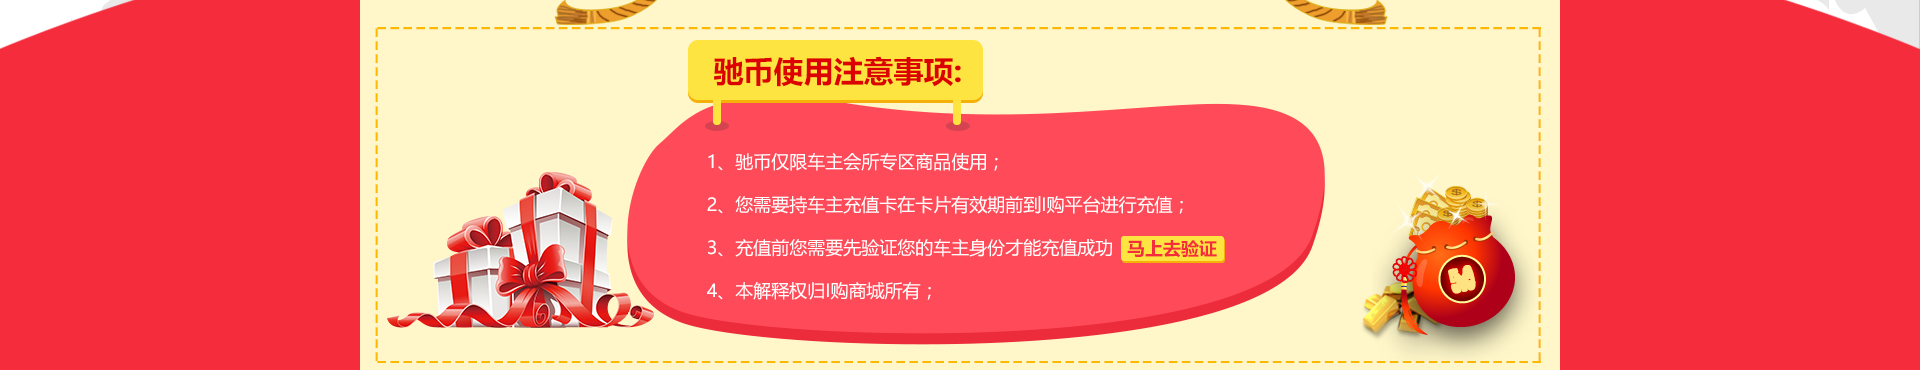 驰币使用注意事项:
1、驰币仅限车主会所专区商品使用；
2、您需要持车主充值卡在卡片有效期前到I购平台进行充值；
3、充值前您需要先验证您的车主身份才能充值成功 马上去验证
4、本解释权归I购商城所有；